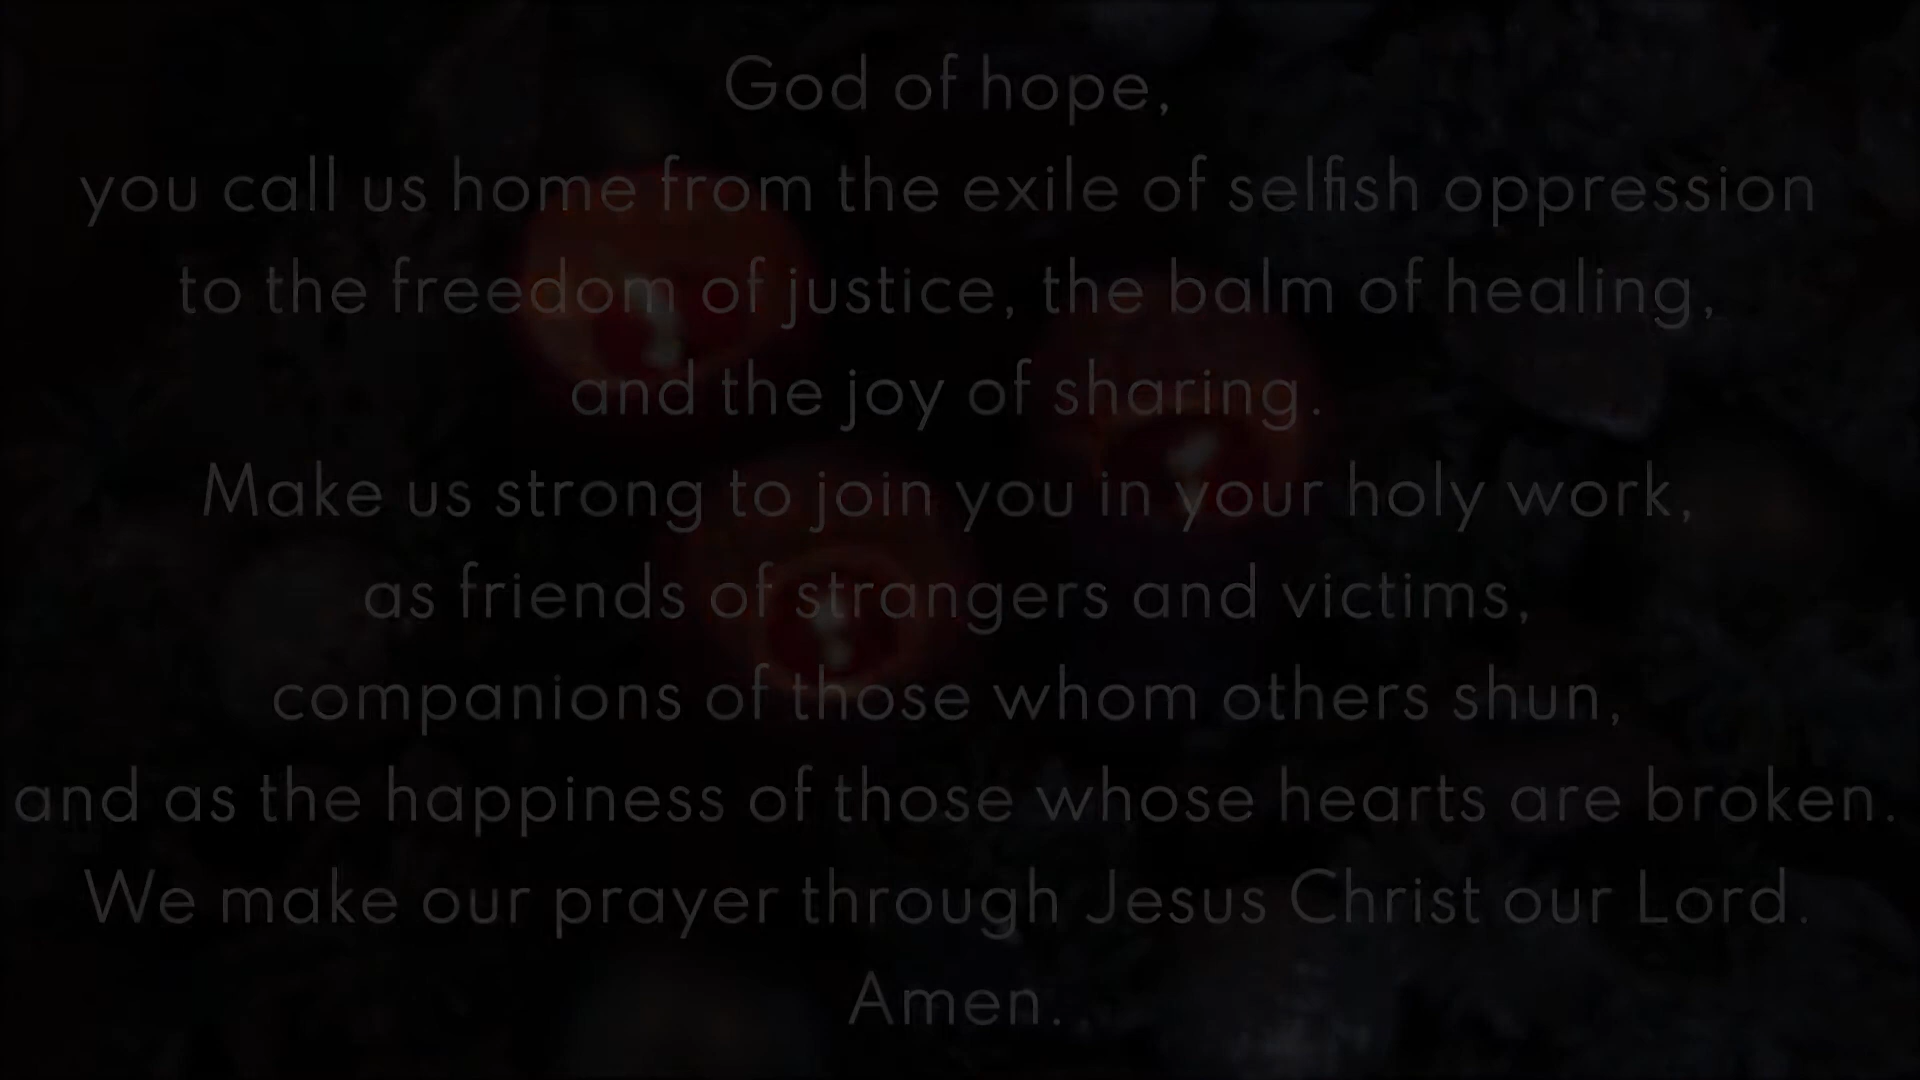 God of hope,
you call us home from the exile of selfish oppression
to the freedom of justice, the balm of healing,
and the joy of sharing.
Make us strong to join you in your holy work,
as friends of strangers and victims,
companions of those whom others shun,
and as the happiness of those whose hearts are broken.
We make our prayer through Jesus Christ our Lord.
Amen.